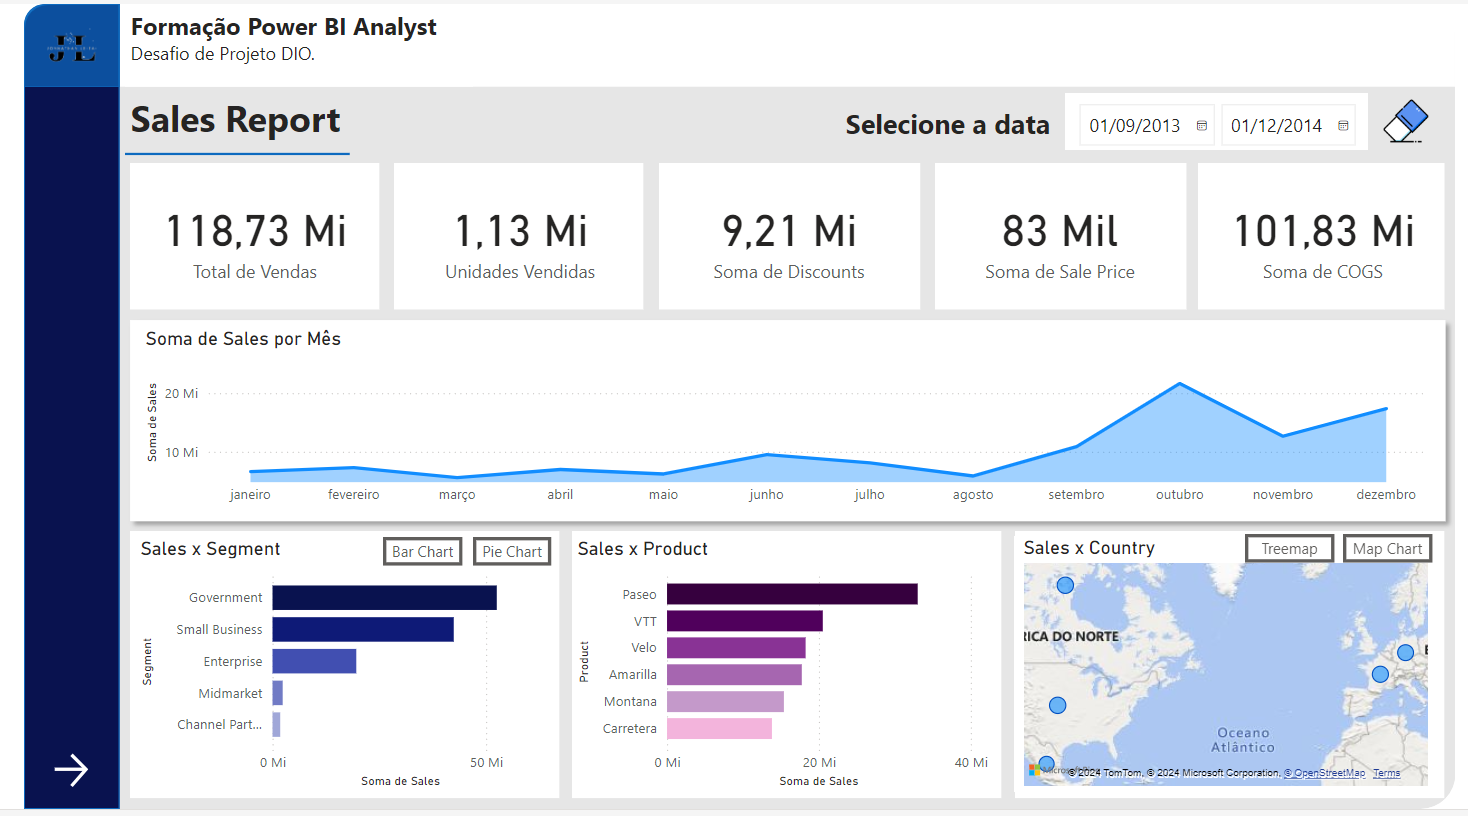 Formação Power BI Analyst
Desafio de Projeto DIO.
JL
Sales Report
Selecione a data
01/09/2013
01/12/2014
118,73 Mi
Total de Vendas
1,13 Mi
Unidades Vendidas
9,21 Mi
Soma de Discounts
83 Mil
Soma de Sale Price
101,83 Mi
Soma de COGS
Soma de Sales por Mês
Soma de Sales
20 Mi
10 Mi
janeiro fevereiro março abril maio junho julho agosto setembro outubro novembro dezembro
Sales x Segment
Bar Chart
Pie Chart
Segment
Government
Small Business
Enterprise
Midmarket
Channel Part...
0 Mi 50 Mi
Soma de Sales
Sales x Product
Product
Paseo
VTT
Velo
Amarilla
Montana
Carretera
0 Mi 20 Mi 40 Mi
Soma de Sales
Sales x Country
Treemap
Map Chart
RICA DO NORTE
E
Oceano
Atlântico
© 2024 TomTom, © 2024 Microsoft Corporation, © OpenStreetMap Terms